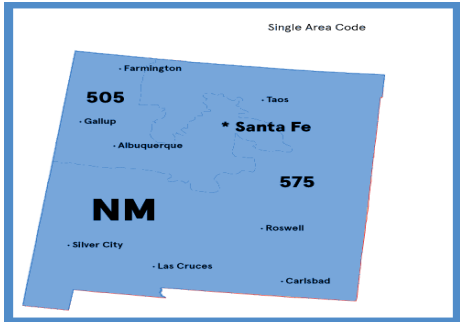 Single Area Code
Farmington
505
Taos
Gallup
Santa Fe
Albuquerque
575
NM
Roswell
Silver City
Las Cruces
Carlsbad